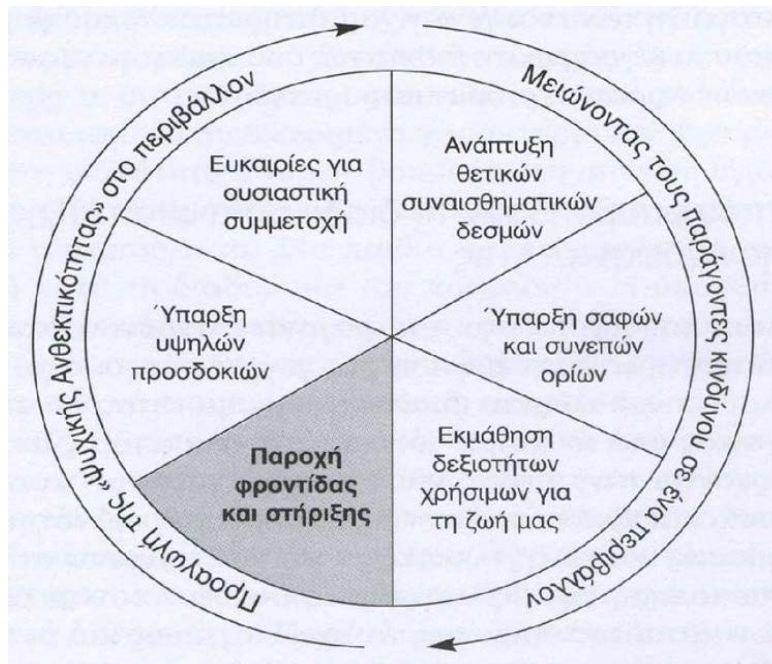 Προαγωγή της «ψυχικής Ανθεκτικότητας» στο περιβάλλον
Μειώνοντας τους παράγοντες κινδύνου σε ένα περιβάλλον
Ευκαιρίες για
ουσιαστική
συμμετοχή
Ανάπτυξη
θετικών
συναισθηματικών
δεσμών
Ύπαρξη
υψηλών
προσδοκιών
Ύπαρξη σαφών
και συνεπών
ορίων
Παροχή
φροντίδας
και στήριξης
Εκμάθηση
δεξιοτήτων
χρήσιμων για
τη ζωή μας